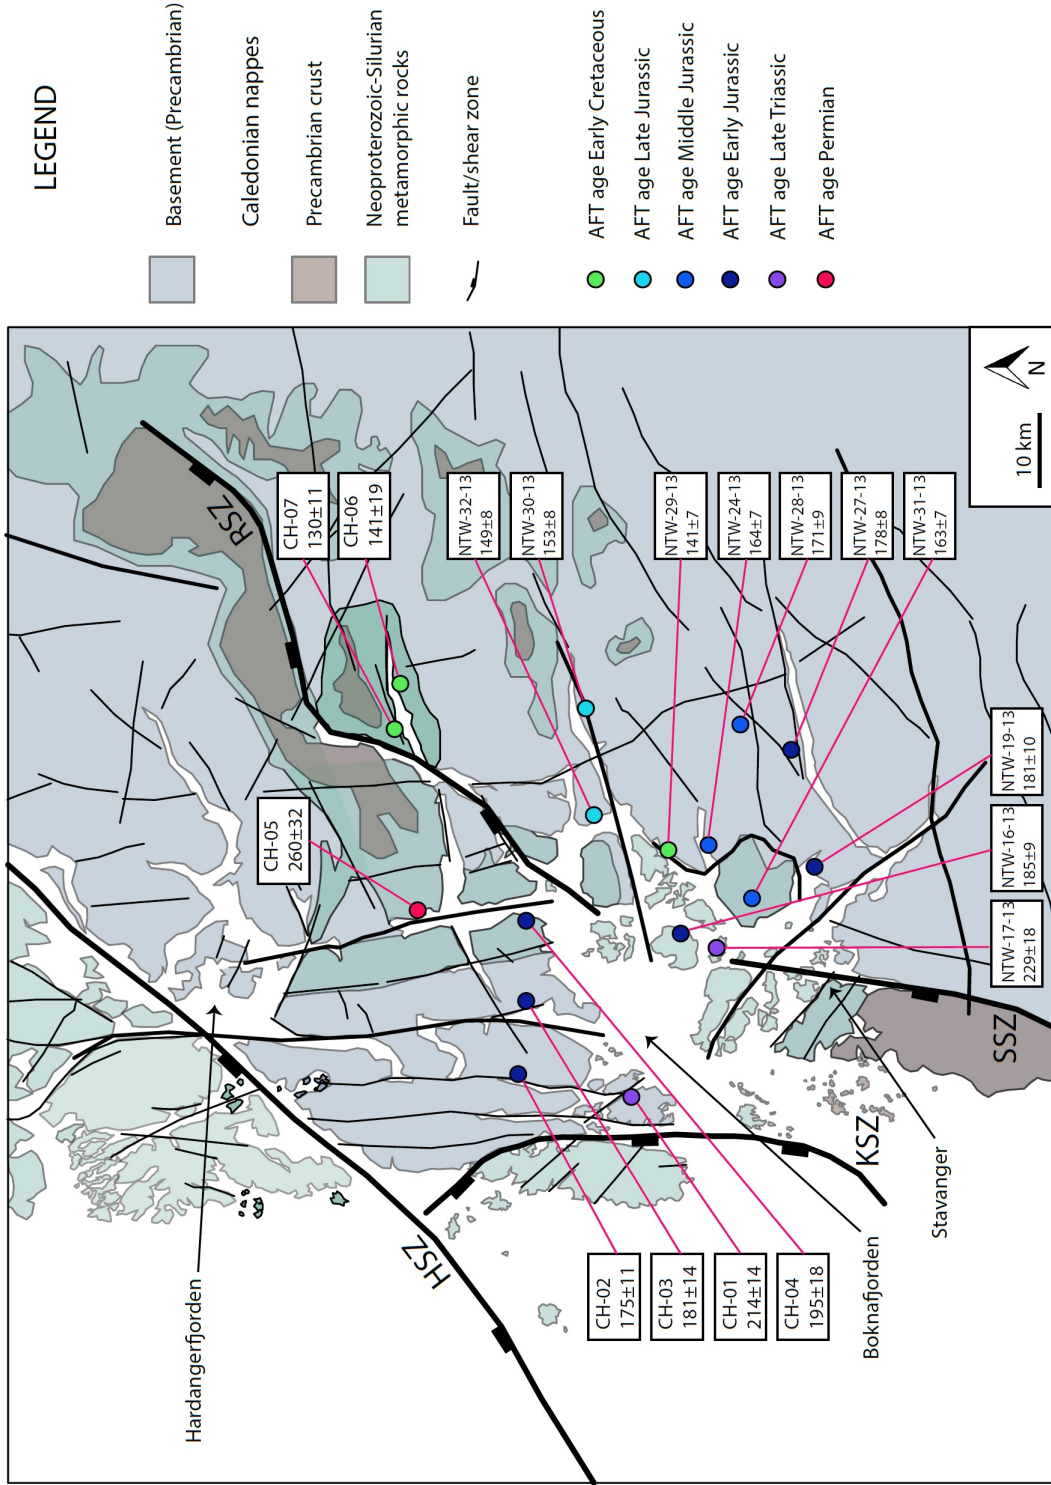 LEGEND
Basement (Precambrian)
Caledonian nappes
Precambrian crust
Neoproterozoic-Silurian
metamorphic rocks
Fault/shear zone
AFT age Early Cretaceous
AFT age Late Jurassic
AFT age Middle Jurassic
AFT age Early Jurassic
AFT age Late Triassic
AFT age Permian
Hardangerfjorden
HSZ
RSZ
CH-05
260±32
CH-07
130±11
CH-06
141±19
NTW-32-13
149±8
NTW-30-13
153±8
NTW-29-13
141±7
NTW-24-13
164±7
NTW-28-13
171±9
NTW-27-13
178±8
NTW-31-13
163±7
CH-02
175±11
CH-03
181±14
CH-01
214±14
CH-04
195±18
Boknafjorden
KSZ
Stavanger
SSZ
NTW-17-13
229±18
NTW-16-13
185±9
NTW-19-13
181±10
10 km
N